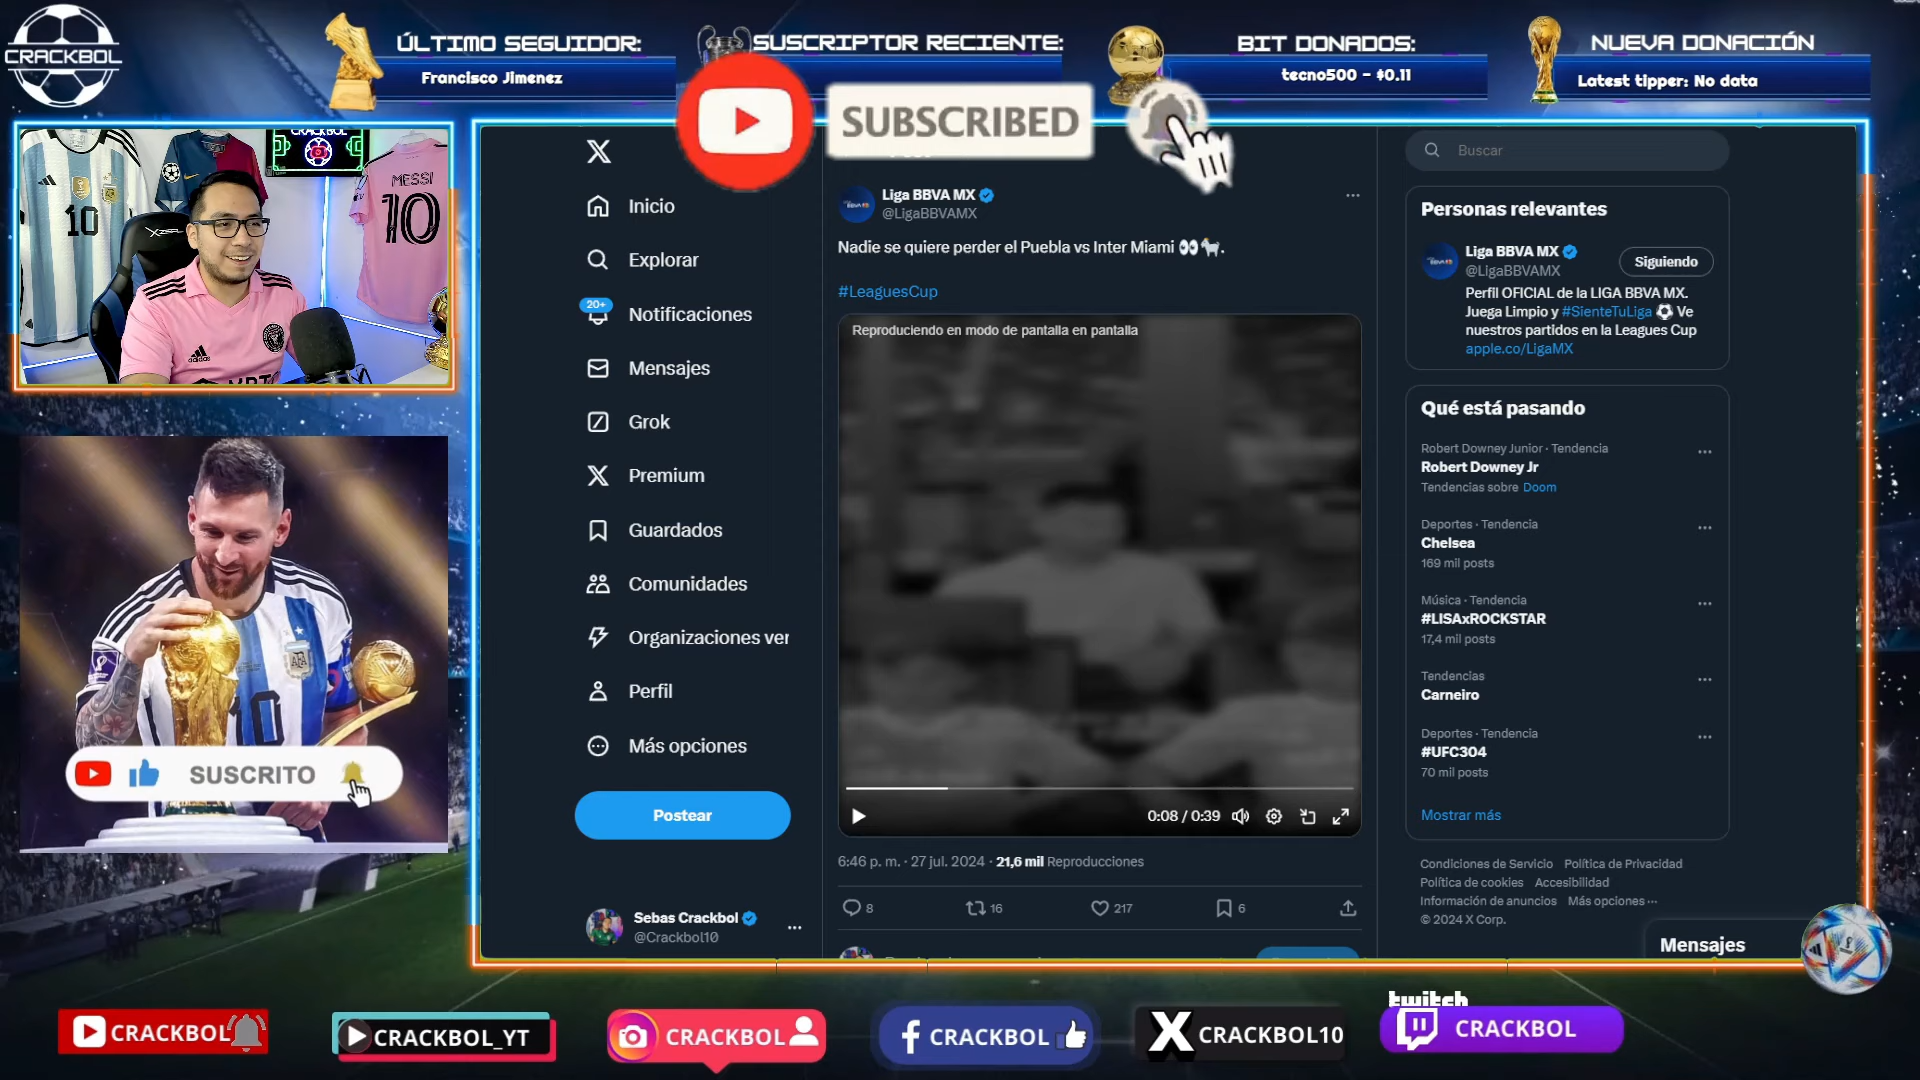 CRACKBOL
ÚLTIMO SEGUIDOR:
Francisco Jimenez
SUSCRIPTOR RECIENTE:
BIT DONADOS:
tecno500 - $0.11
NUEVA DONACIÓN
Latest tipper: No data
SUBSCRIBED
CRACKBOL
MESSI
10
10
adidas
10
SUSCRITO
Inicio
Explorar
20+
Notificaciones
Mensajes
Grok
Premium
Guardados
Comunidades
Organizaciones ver
Perfil
Más opciones
Postear
Sebas Crackbol
@Crackbol10
Liga BBVA MX
@LigaBBVAMX
Nadie se quiere perder el Puebla vs Inter Miami 👀🐐.
#LeaguesCup
Reproduciendo en modo de pantalla en pantalla
0:08 / 0:39
6:46 p. m. · 27 jul. 2024 · 21,6 mil Reproducciones
8
16
217
6
Buscar
Personas relevantes
Liga BBVA MX
@LigaBBVAMX
Siguiendo
Perfil OFICIAL de la LIGA BBVA MX.
Juega Limpio y #SienteTuLiga ⚽ Ve
nuestros partidos en la Leagues Cup
apple.co/LigaMX
Qué está pasando
Robert Downey Junior · Tendencia
Robert Downey Jr
Tendencias sobre Doom
Deportes · Tendencia
Chelsea
169 mil posts
Música · Tendencia
#LISAxROCKSTAR
17,4 mil posts
Tendencias
Carneiro
Deportes · Tendencia
#UFC304
70 mil posts
Mostrar más
Condiciones de Servicio Política de Privacidad
Política de cookies Accesibilidad
Información de anuncios Más opciones ···
© 2024 X Corp.
Mensajes
CRACKBOL
CRACKBOL_YT
CRACKBOL
CRACKBOL
CRACKBOL10
twitch
CRACKBOL